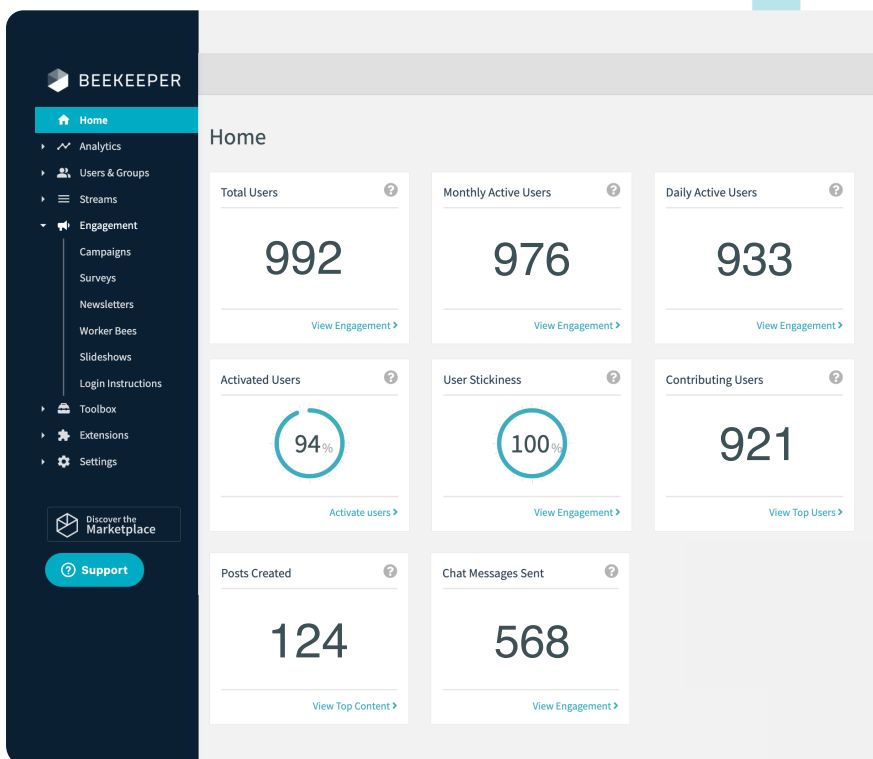 BEEKEEPER
Home
Analytics
Users & Groups
Streams
Engagement
Campaigns
Surveys
Newsletters
Worker Bees
Slideshows
Login Instructions
Toolbox
Extensions
Settings
Discover the
Marketplace
? Support
Home
Total Users ?
992
View Engagement >
Monthly Active Users ?
976
View Engagement >
Daily Active Users ?
933
View Engagement >
Activated Users ?
94%
Activate users >
User Stickiness ?
100%
View Engagement >
Contributing Users ?
921
View Top Users >
Posts Created ?
124
View Top Content >
Chat Messages Sent ?
568
View Engagement >